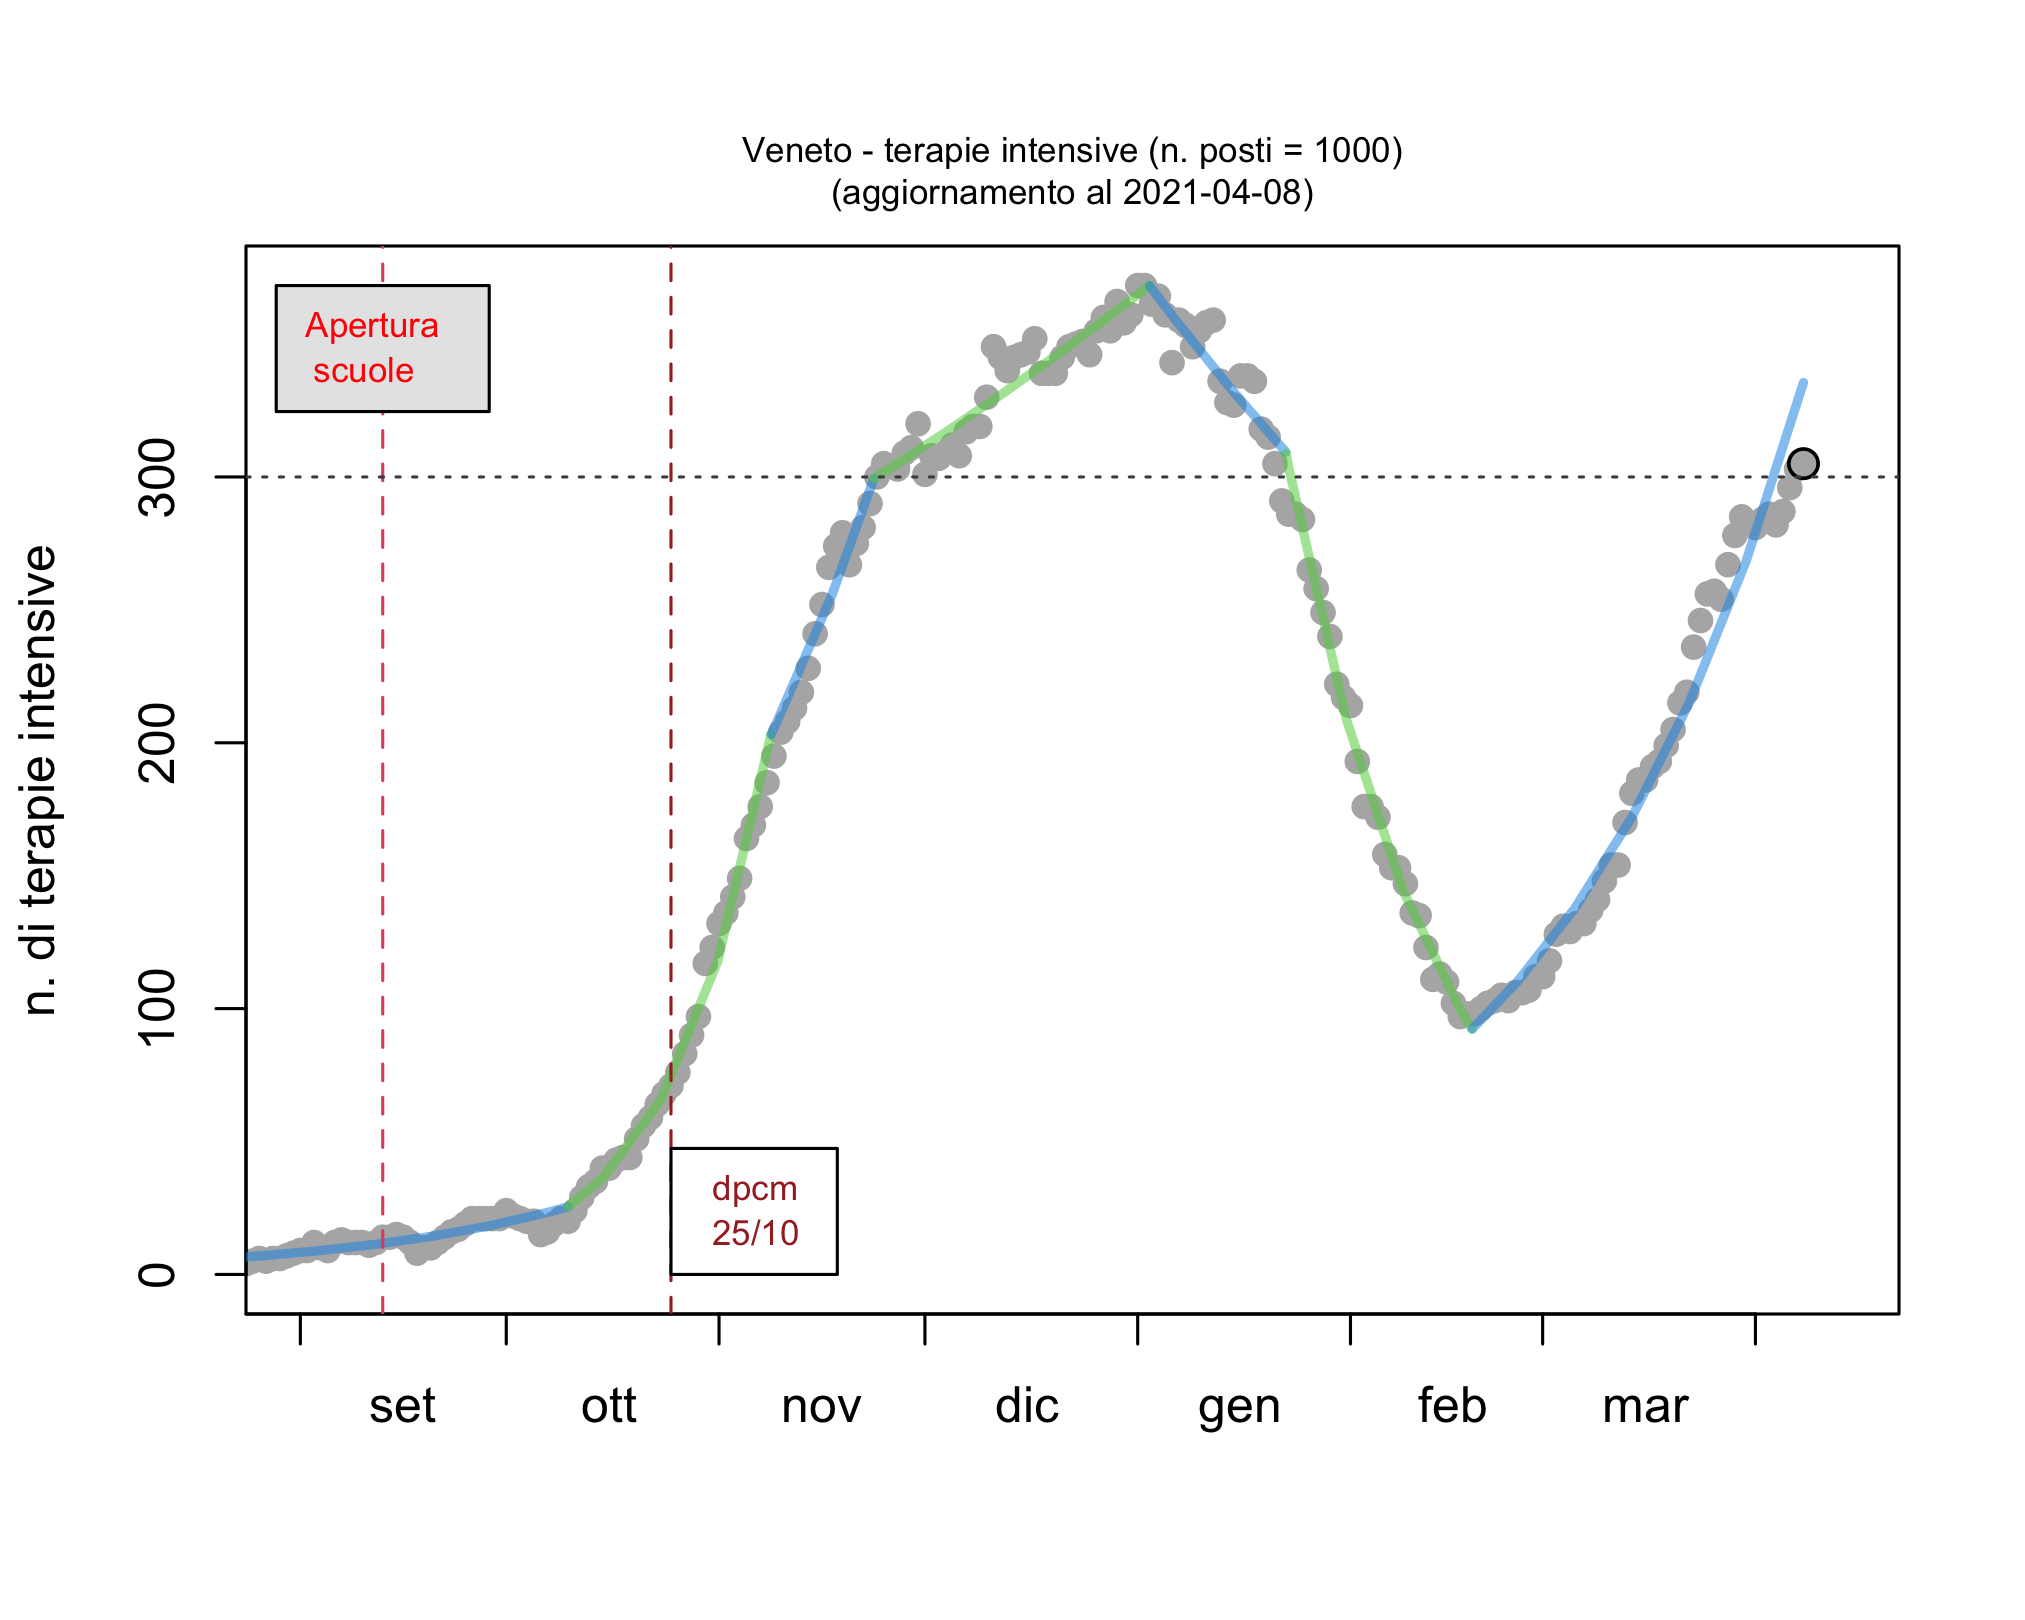 Veneto - terapie intensive (n. posti = 1000)
(aggiornamento al 2021-04-08)
Apertura
scuole
n. di terapie intensive
300
200
100
0
dpcm
25/10
set ott nov dic gen feb mar